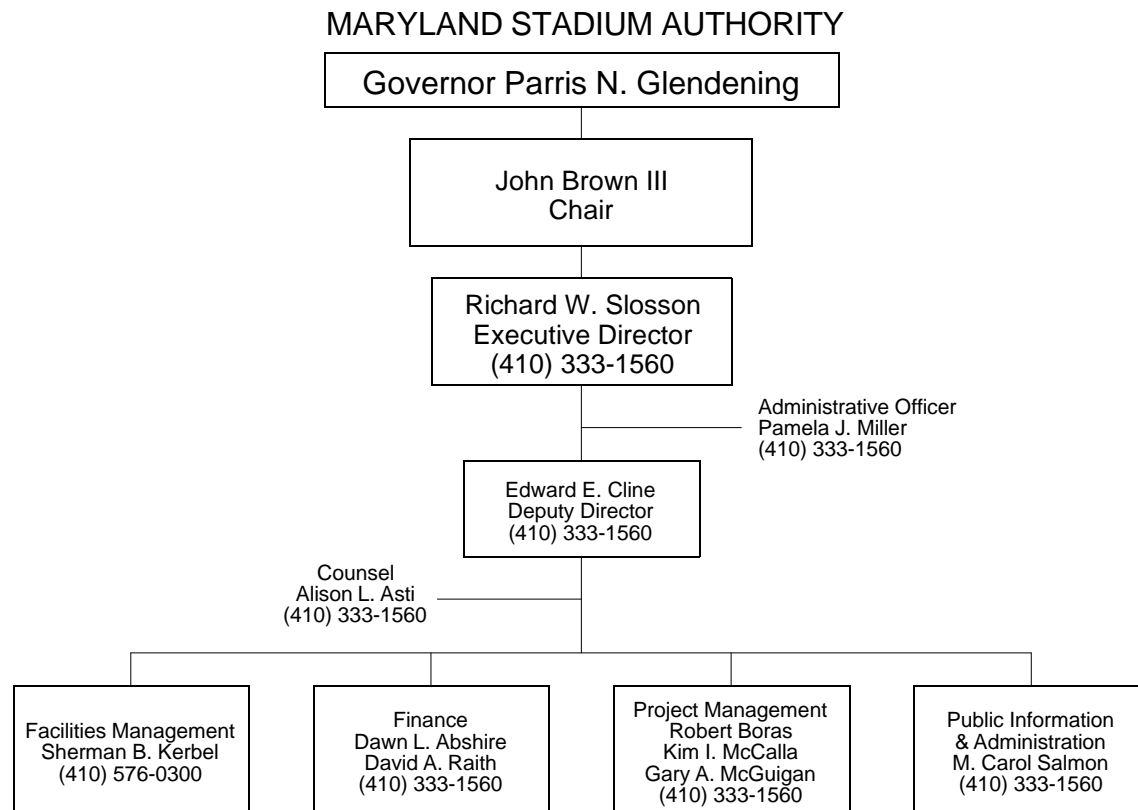 MARYLAND STADIUM AUTHORITY
Governor Parris N. Glendening
John Brown III
Chair
Richard W. Slosson
Executive Director
(410) 333-1560
Administrative Officer
Pamela J. Miller
(410) 333-1560
Edward E. Cline
Deputy Director
(410) 333-1560
Counsel
Alison L. Asti
(410) 333-1560
Facilities Management
Sherman B. Kerbel
(410) 576-0300
Finance
Dawn L. Abshire
David A. Raith
(410) 333-1560
Project Management
Robert Boras
Kim I. McCalla
Gary A. McGuigan
(410) 333-1560
Public Information
& Administration
M. Carol Salmon
(410) 333-1560